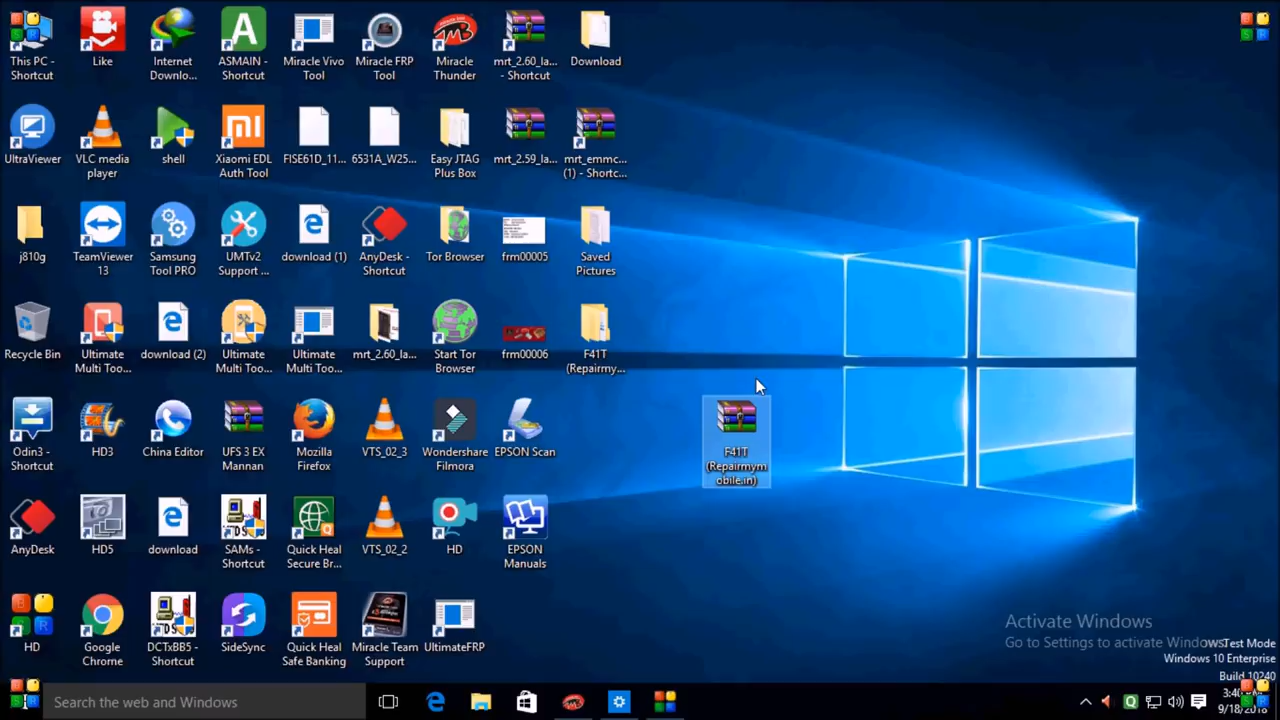 This PC -
Shortcut
Like
Internet
Downlo...
ASMAIN -
Shortcut
Miracle Vivo
Tool
Miracle FRP
Tool
Miracle
Thunder
mrt_2.60_la...
- Shortcut
Download
UltraViewer
VLC media
player
shell
Xiaomi EDL
Auth Tool
FISE61D_11...
6531A_W25...
Easy JTAG
Plus Box
mrt_2.59_la...
mrt_emmc...
(1) - Shortc...
j810g
TeamViewer
13
Samsung
Tool PRO
UMTv2
Support ...
download (1)
AnyDesk -
Shortcut
Tor Browser
frm00005
Saved
Pictures
Recycle Bin
Ultimate
Multi Too...
download (2)
Ultimate
Multi Too...
Ultimate
Multi Too...
mrt_2.60_la...
Start Tor
Browser
frm00006
F41T
(Repairmy...
F41T
(Repairmym
obile.in)
Odin3 -
Shortcut
HD3
China Editor
UFS 3 EX
Mannan
Mozilla
Firefox
VTS_02_3
Wondershare
Filmora
EPSON Scan
AnyDesk
HD5
download
SAMs -
Shortcut
Quick Heal
Secure Br...
VTS_02_2
HD
EPSON
Manuals
HD
Google
Chrome
DCTxBB5 -
Shortcut
SideSync
Quick Heal
Safe Banking
Miracle Team
Support
UltimateFRP
Activate Windows
Go to Settings to activate Windows.
Test Mode
Windows 10 Enterprise
Build 10240
Search the web and Windows
9/18/2018